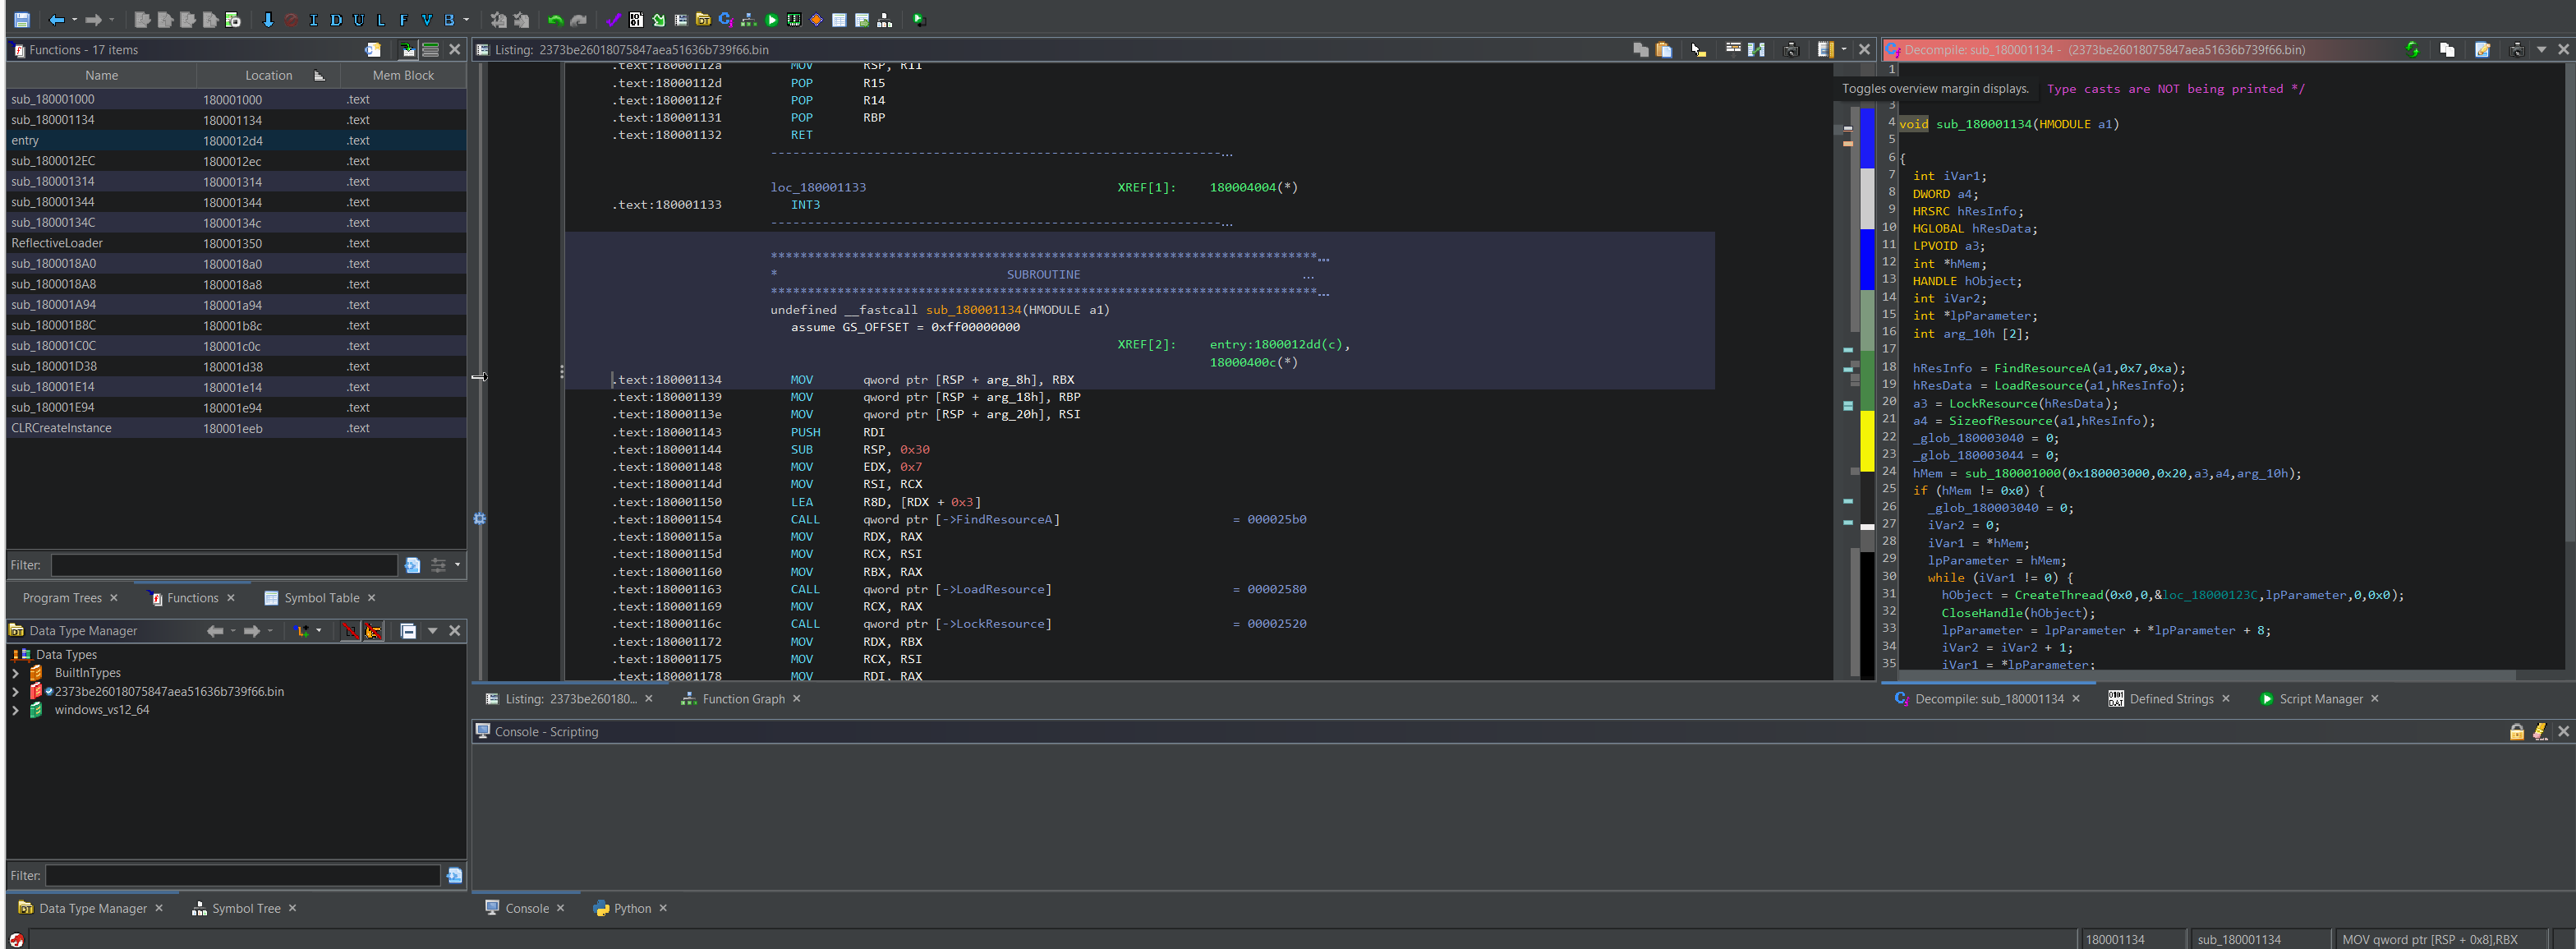 I D U L F V B
Functions - 17 items
Name Location Mem Block
sub_180001000 180001000 .text
sub_180001134 180001134 .text
entry 1800012d4 .text
sub_1800012EC 1800012ec .text
sub_180001314 180001314 .text
sub_180001344 180001344 .text
sub_18000134C 18000134c .text
ReflectiveLoader 180001350 .text
sub_1800018A0 1800018a0 .text
sub_1800018A8 1800018a8 .text
sub_180001A94 180001a94 .text
sub_180001B8C 180001b8c .text
sub_180001C0C 180001c0c .text
sub_180001D38 180001d38 .text
sub_180001E14 180001e14 .text
sub_180001E94 180001e94 .text
CLRCreateInstance 180001eeb .text
Filter:
Program Trees × Functions × Symbol Table ×
Data Type Manager
Data Types
BuiltInTypes
2373be26018075847aea51636b739f66.bin
windows_vs12_64
Filter:
Data Type Manager × Symbol Tree ×
Listing: 2373be26018075847aea51636b739f66.bin
.text:18000112a MOV RSP, R11
.text:18000112d POP R15
.text:18000112f POP R14
.text:180001131 POP RBP
.text:180001132 RET
loc_180001133 XREF[1]: 180004004(*)
.text:180001133 INT3
* SUBROUTINE ...
undefined __fastcall sub_180001134(HMODULE a1)
assume GS_OFFSET = 0xff00000000
XREF[2]: entry:1800012dd(c),
18000400c(*)
.text:180001134 MOV qword ptr [RSP + arg_8h], RBX
.text:180001139 MOV qword ptr [RSP + arg_18h], RBP
.text:18000113e MOV qword ptr [RSP + arg_20h], RSI
.text:180001143 PUSH RDI
.text:180001144 SUB RSP, 0x30
.text:180001148 MOV EDX, 0x7
.text:18000114d MOV RSI, RCX
.text:180001150 LEA R8D, [RDX + 0x3]
.text:180001154 CALL qword ptr [->FindResourceA] = 000025b0
.text:18000115a MOV RDX, RAX
.text:18000115d MOV RCX, RSI
.text:180001160 MOV RBX, RAX
.text:180001163 CALL qword ptr [->LoadResource] = 00002580
.text:180001169 MOV RCX, RAX
.text:18000116c CALL qword ptr [->LockResource] = 00002520
.text:180001172 MOV RDX, RBX
.text:180001175 MOV RCX, RSI
.text:180001178 MOV RDI, RAX
Listing: 2373be260180... × Function Graph ×
Decompile: sub_180001134 - (2373be26018075847aea51636b739f66.bin)
1
Toggles overview margin displays. Type casts are NOT being printed */
3
4 void sub_180001134(HMODULE a1)
5
6 {
7 int iVar1;
8 DWORD a4;
9 HRSRC hResInfo;
10 HGLOBAL hResData;
11 LPVOID a3;
12 int *hMem;
13 HANDLE hObject;
14 int iVar2;
15 int *lpParameter;
16 int arg_10h [2];
17
18 hResInfo = FindResourceA(a1,0x7,0xa);
19 hResData = LoadResource(a1,hResInfo);
20 a3 = LockResource(hResData);
21 a4 = SizeofResource(a1,hResInfo);
22 _glob_180003040 = 0;
23 _glob_180003044 = 0;
24 hMem = sub_180001000(0x180003000,0x20,a3,a4,arg_10h);
25 if (hMem != 0x0) {
26 _glob_180003040 = 0;
27 iVar2 = 0;
28 iVar1 = *hMem;
29 lpParameter = hMem;
30 while (iVar1 != 0) {
31 hObject = CreateThread(0x0,0,&loc_18000123C,lpParameter,0,0x0);
32 CloseHandle(hObject);
33 lpParameter = lpParameter + *lpParameter + 8;
34 iVar2 = iVar2 + 1;
35 iVar1 = *lpParameter;
Decompile: sub_180001134 × Defined Strings × Script Manager ×
Console - Scripting
Console × Python ×
180001134 sub_180001134 MOV qword ptr [RSP + 0x8],RBX